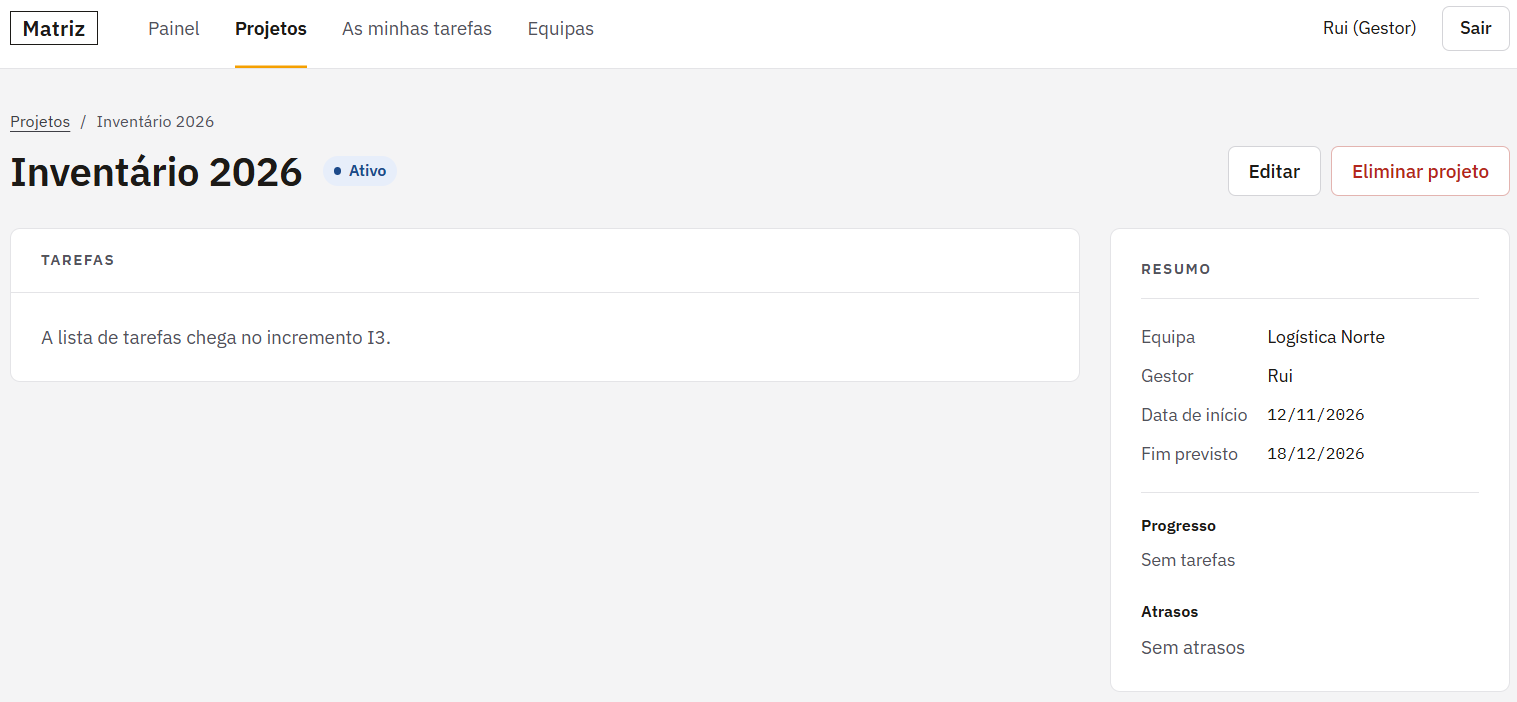 Matriz Painel Projetos As minhas tarefas Equipas Rui (Gestor) Sair
Projetos / Inventário 2026
Inventário 2026 Ativo Editar Eliminar projeto
TAREFAS
A lista de tarefas chega no incremento I3.
RESUMO
Equipa Logística Norte
Gestor Rui
Data de início 12/11/2026
Fim previsto 18/12/2026
Progresso
Sem tarefas
Atrasos
Sem atrasos